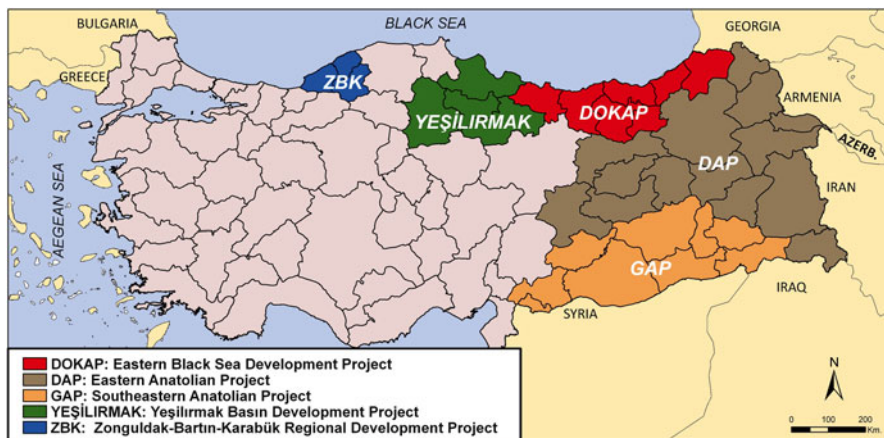 BULGARIA
BLACK SEA
GEORGIA
GREECE
ZBK
YEŞİLIRMAK
DOKAP
ARMENIA
AZERB.
DAP
IRAN
AEGEAN SEA
GAP
IRAQ
SYRIA
DOKAP: Eastern Black Sea Development Project
DAP: Eastern Anatolian Project
GAP: Southeastern Anatolian Project
YEŞİLIRMAK: Yeşilırmak Basın Development Project
ZBK: Zonguldak-Bartın-Karabük Regional Development Project
N
0 50 100 200
Km.